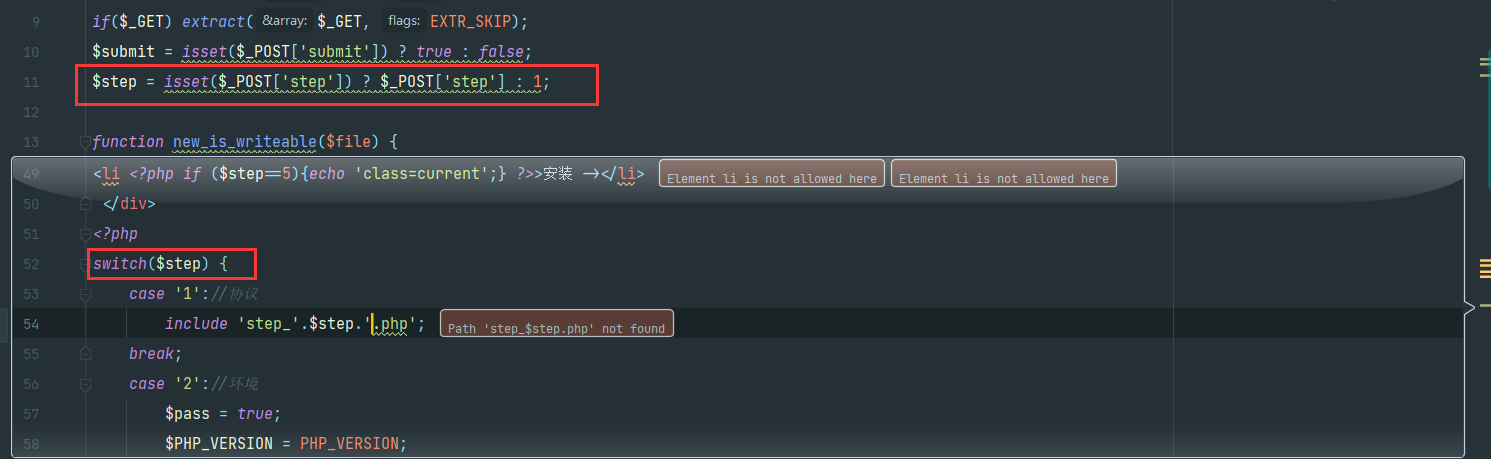 9 if($_GET) extract( &array: $_GET, flags: EXTR_SKIP);
10 $submit = isset($_POST['submit']) ? true : false;
11 $step = isset($_POST['step']) ? $_POST['step'] : 1;
12
13 function new_is_writeable($file) {
49 <li <?php if ($step==5){echo 'class=current';} ?>>安装 →</li> Element li is not allowed here Element li is not allowed here
50 </div>
51 <?php
52 switch($step) {
53 case '1'://协议
54 include 'step_'.$step.'.php'; Path 'step_$step.php' not found
55 break;
56 case '2'://环境
57 $pass = true;
58 $PHP_VERSION = PHP_VERSION;